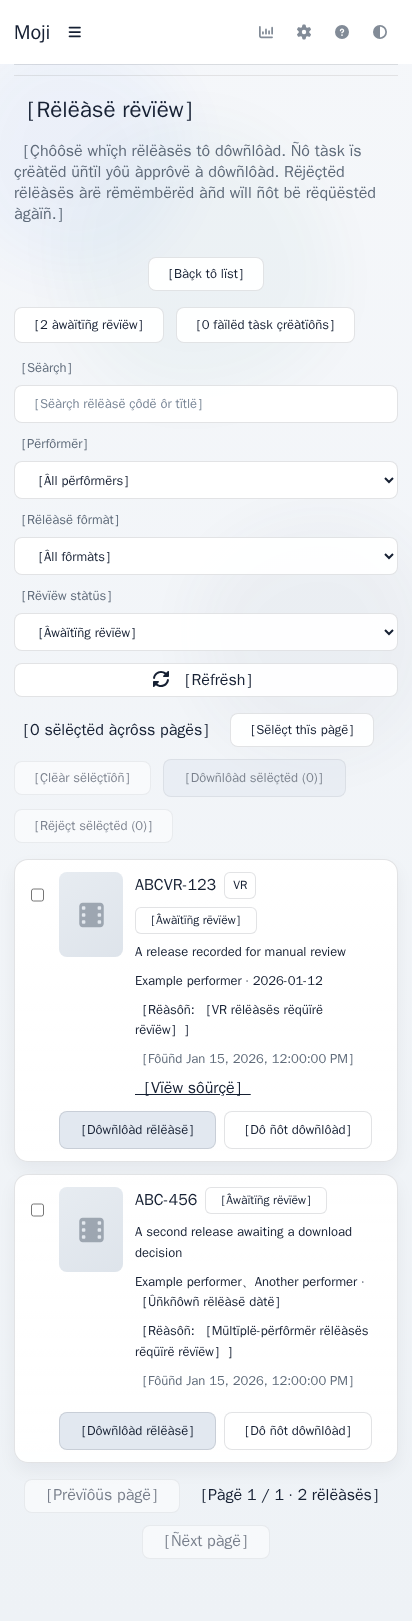 Moji
[Rëlëàsë rëvïëw]
[Çhôôsë whïçh rëlëàsës tô dôwñlôàd. Ñô tàsk ïs
çrëàtëd üñtïl yôü àpprôvë à dôwñlôàd. Rëjëçtëd
rëlëàsës àrë rëmëmbërëd àñd wïll ñôt bë rëqüëstëd
àgàïñ.]
[Bàçk tô lïst]
[2 àwàïtïñg rëvïëw] [0 fàïlëd tàsk çrëàtïôñs]
[Sëàrçh]
[Sëàrçh rëlëàsë çôdë ôr tïtlë]
[Përfôrmër]
[Àll përfôrmërs]
[Rëlëàsë fôrmàt]
[Àll fôrmàts]
[Rëvïëw stàtüs]
[Àwàïtïñg rëvïëw]
[Rëfrësh]
[0 sëlëçtëd àçrôss pàgës] [Sëlëçt thïs pàgë]
[Çlëàr sëlëçtïôñ] [Dôwñlôàd sëlëçtëd (0)]
[Rëjëçt sëlëçtëd (0)]
ABCVR-123 VR
[Àwàïtïñg rëvïëw]
A release recorded for manual review
Example performer · 2026-01-12
[Rëàsôñ: [VR rëlëàsës rëqüïrë
rëvïëw] ]
[Fôüñd Jan 15, 2026, 12:00:00 PM]
[Vïëw sôürçë]
[Dôwñlôàd rëlëàsë] [Dô ñôt dôwñlôàd]
ABC-456 [Àwàïtïñg rëvïëw]
A second release awaiting a download
decision
Example performer、Another performer ·
[Üñkñôwñ rëlëàsë dàtë]
[Rëàsôñ: [Mültïplë-përfôrmër rëlëàsës
rëqüïrë rëvïëw] ]
[Fôüñd Jan 15, 2026, 12:00:00 PM]
[Dôwñlôàd rëlëàsë] [Dô ñôt dôwñlôàd]
[Prëvïôüs pàgë] [Pàgë 1 / 1 · 2 rëlëàsës]
[Ñëxt pàgë]